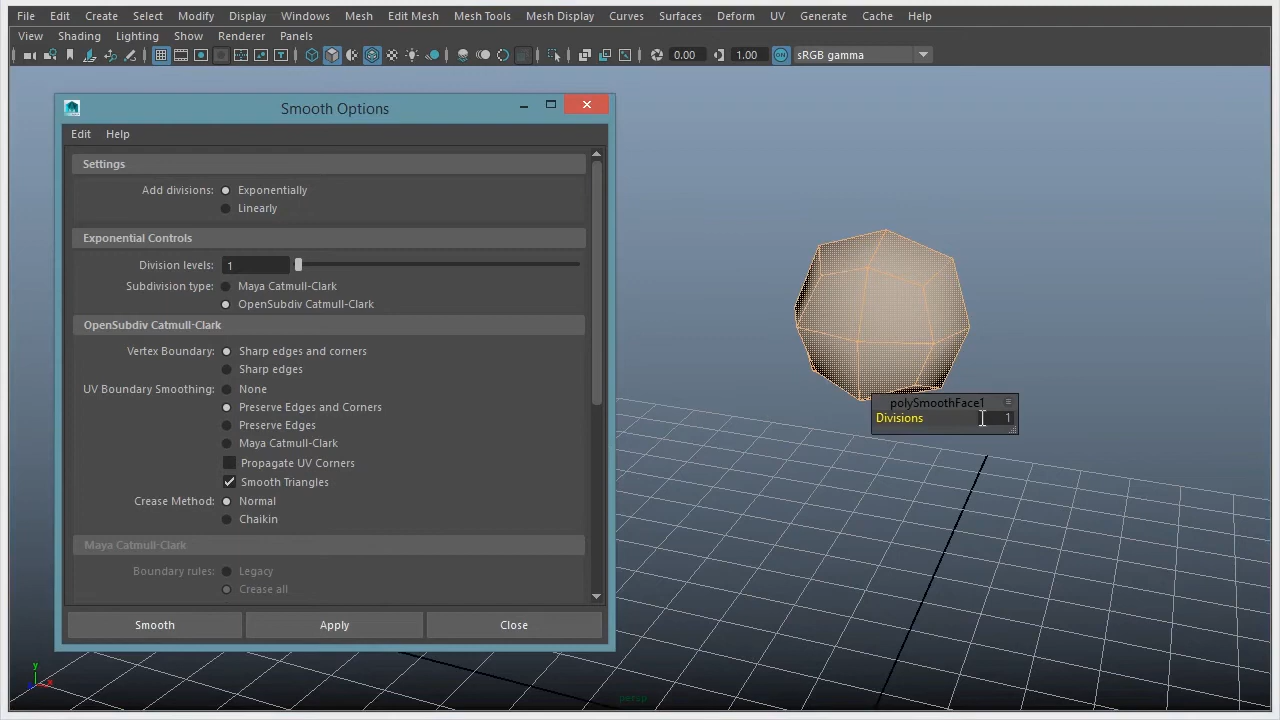 File Edit Create Select Modify Display Windows Mesh Edit Mesh Mesh Tools Mesh Display Curves Surfaces Deform UV Generate Cache Help
View Shading Lighting Show Renderer Panels
0.00 1.00 ON sRGB gamma
Smooth Options
Edit Help
Settings
Add divisions: Exponentially
Linearly
Exponential Controls
Division levels: 1
Subdivision type: Maya Catmull-Clark
OpenSubdiv Catmull-Clark
OpenSubdiv Catmull-Clark
Vertex Boundary: Sharp edges and corners
Sharp edges
UV Boundary Smoothing: None
Preserve Edges and Corners
Preserve Edges
Maya Catmull-Clark
Propagate UV Corners
Smooth Triangles
Crease Method: Normal
Chaikin
Maya Catmull-Clark
Boundary rules: Legacy
Crease all
Smooth Apply Close
polySmoothFace1
Divisions 1
y
x
persp